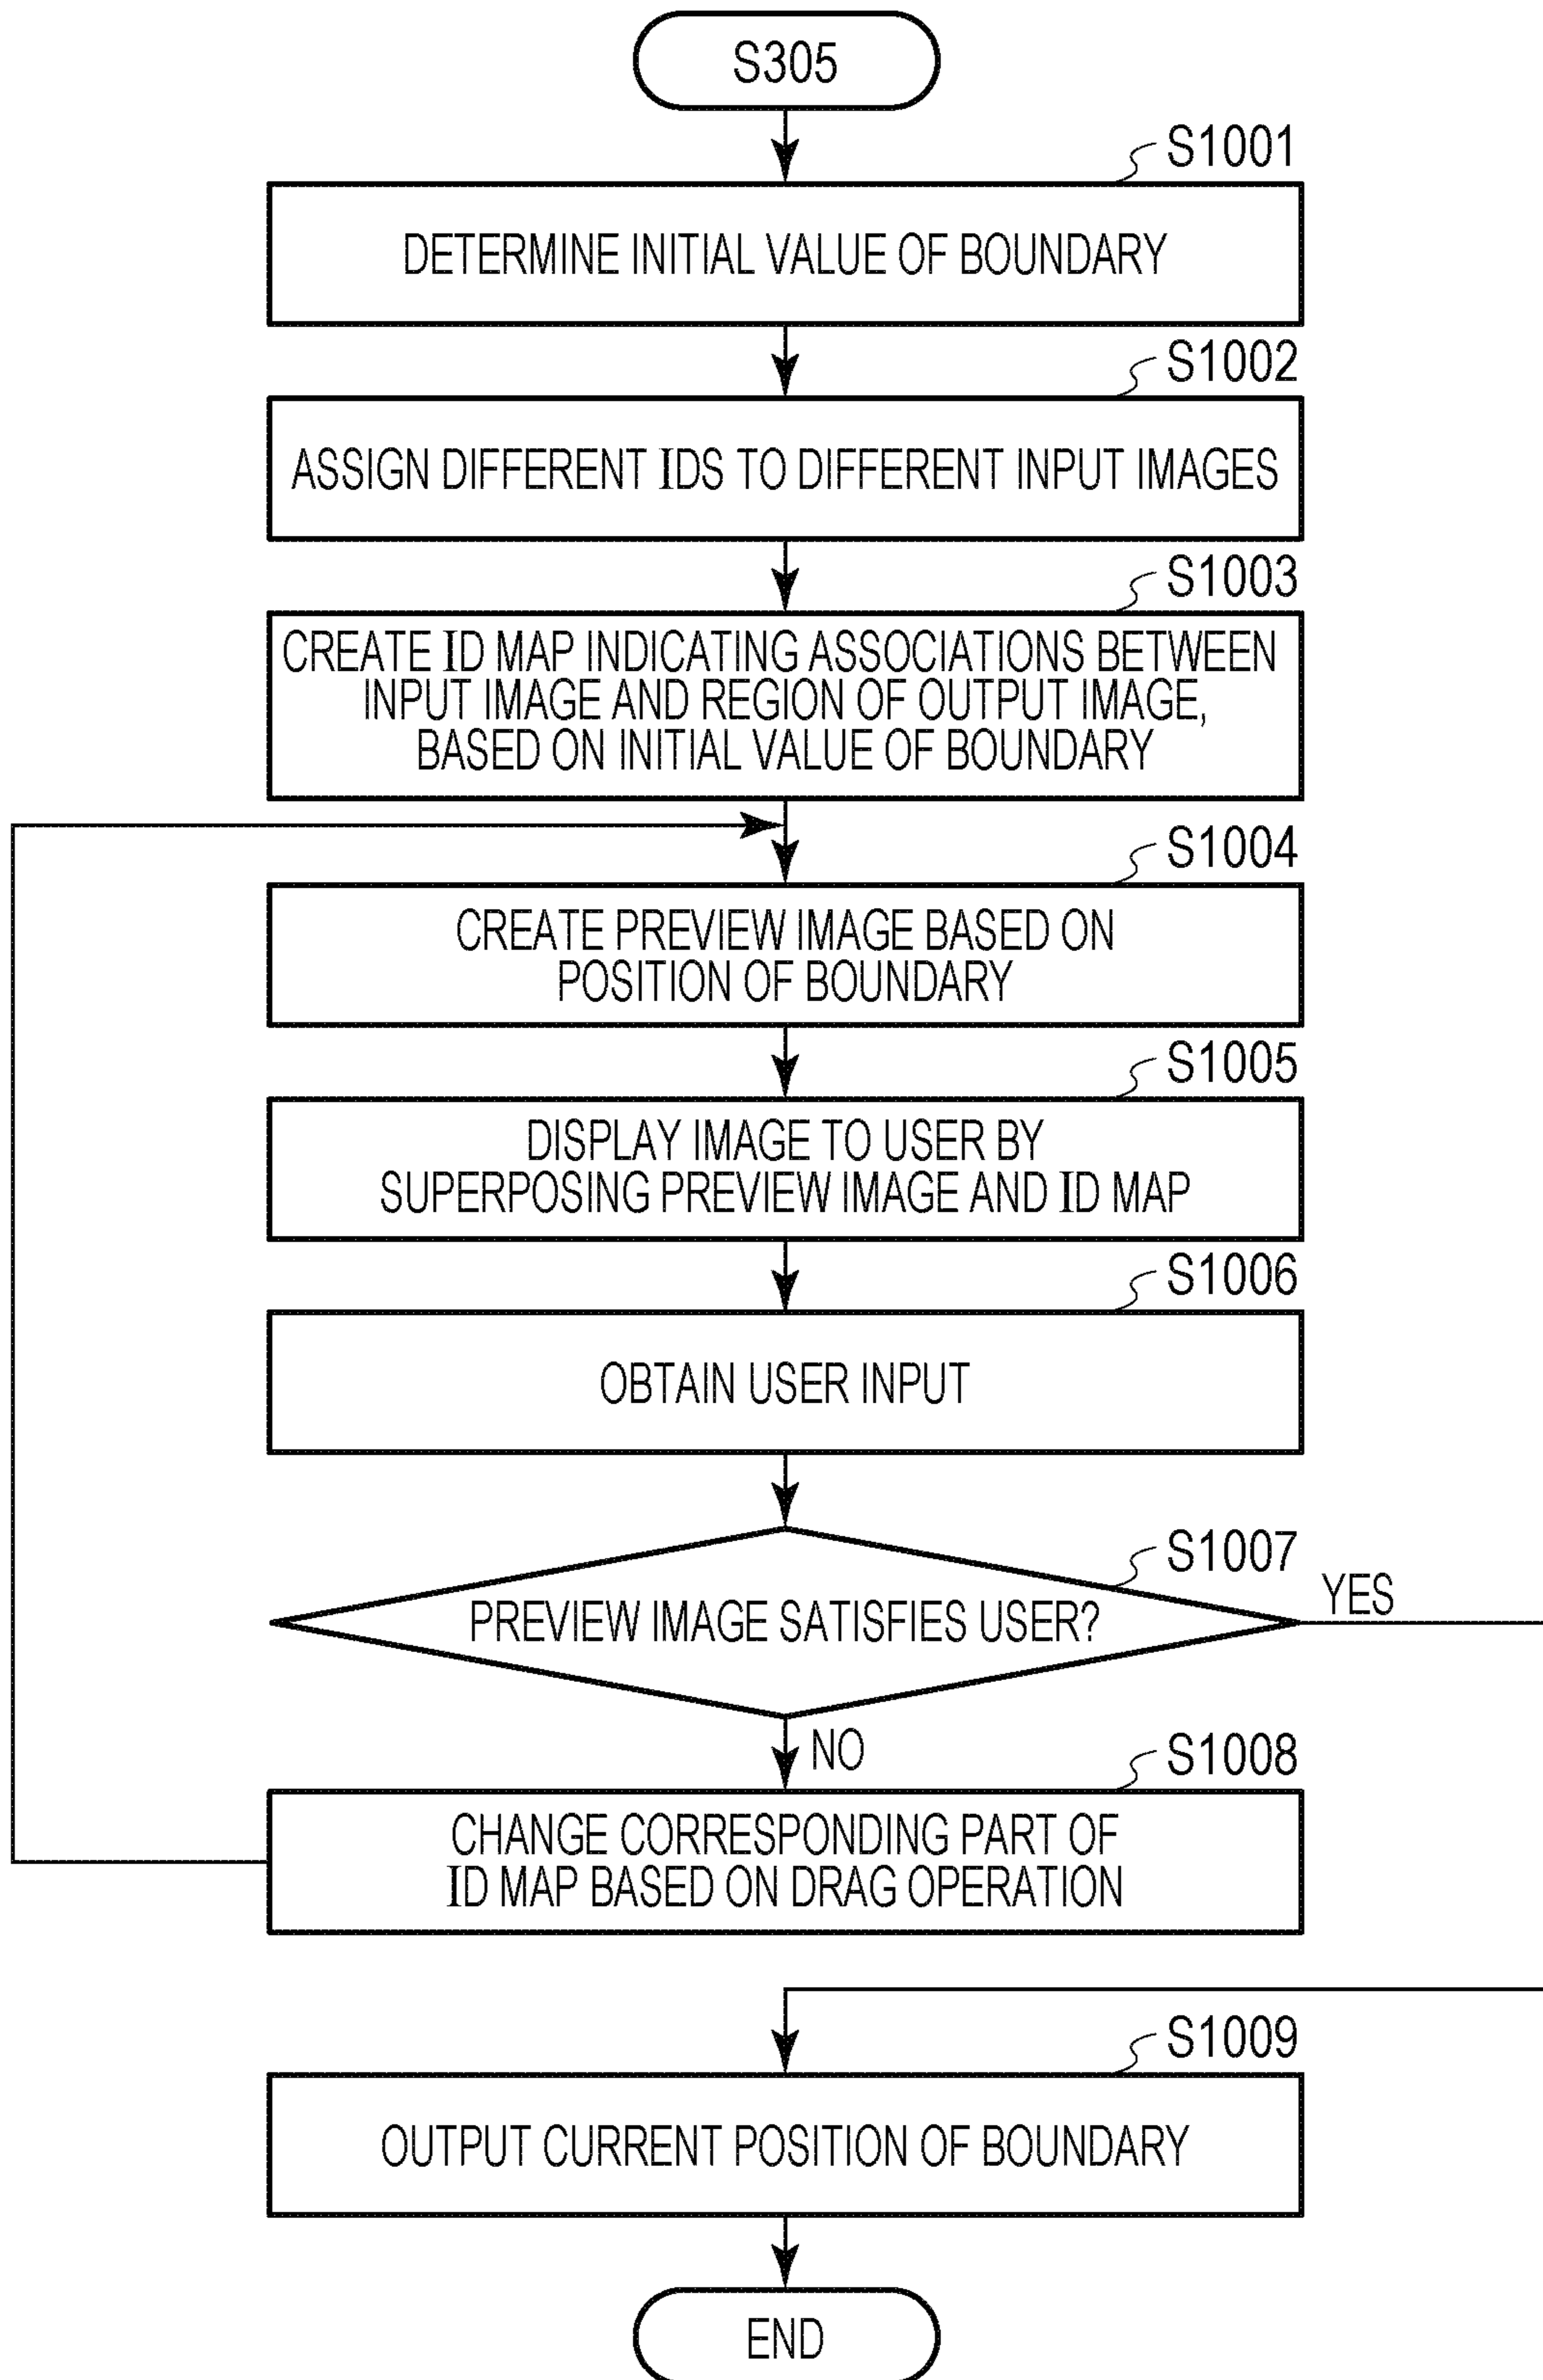 S305
S1001
DETERMINE INITIAL VALUE OF BOUNDARY
S1002
ASSIGN DIFFERENT IDS TO DIFFERENT INPUT IMAGES
S1003
CREATE ID MAP INDICATING ASSOCIATIONS BETWEEN
INPUT IMAGE AND REGION OF OUTPUT IMAGE,
BASED ON INITIAL VALUE OF BOUNDARY
S1004
CREATE PREVIEW IMAGE BASED ON
POSITION OF BOUNDARY
S1005
DISPLAY IMAGE TO USER BY
SUPERPOSING PREVIEW IMAGE AND ID MAP
S1006
OBTAIN USER INPUT
S1007
YES
PREVIEW IMAGE SATISFIES USER?
NO
S1008
CHANGE CORRESPONDING PART OF
ID MAP BASED ON DRAG OPERATION
S1009
OUTPUT CURRENT POSITION OF BOUNDARY
END